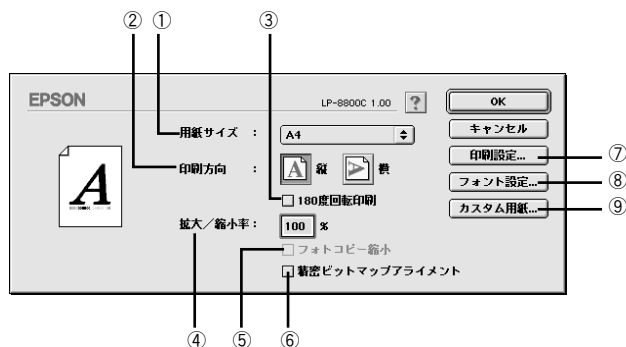 ② ① ③
EPSON LP-8800C 1.00 ? OK
用紙サイズ : A4 キャンセル
印刷方向 : A 縦 A 横 印刷設定... ⑦
フォント設定... ⑧
180度回転印刷 カスタム用紙... ⑨
A
拡大／縮小率: 100 %
フォトコピー縮小
精密ビットマップアライメント
④ ⑤ ⑥